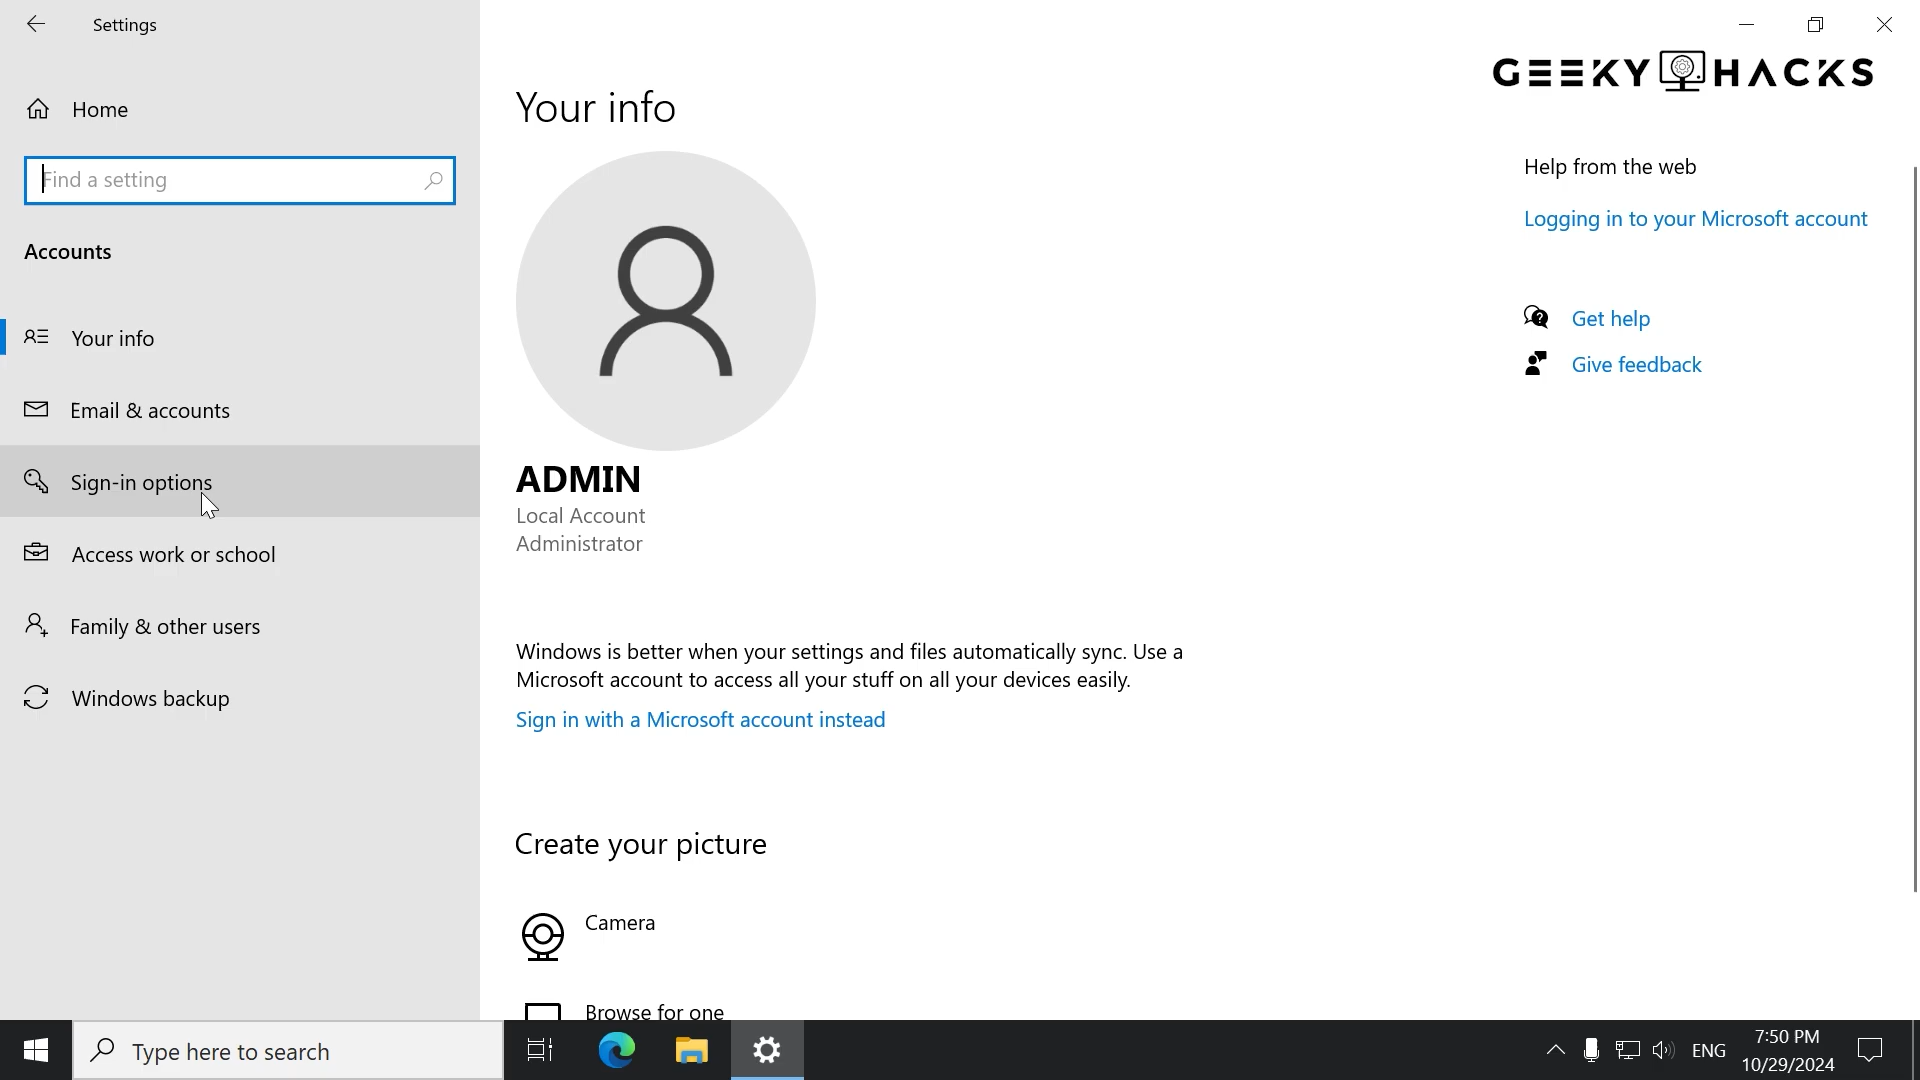 Settings
Home
Find a setting
Accounts
Your info
Email & accounts
Sign-in options
Access work or school
Family & other users
Windows backup
Your info
ADMIN
Local Account
Administrator
Windows is better when your settings and files automatically sync. Use a
Microsoft account to access all your stuff on all your devices easily.
Sign in with a Microsoft account instead
Create your picture
Camera
Browse for one
GEEKY HACKS
Help from the web
Logging in to your Microsoft account
Get help
Give feedback
Type here to search
ENG
7:50 PM
10/29/2024